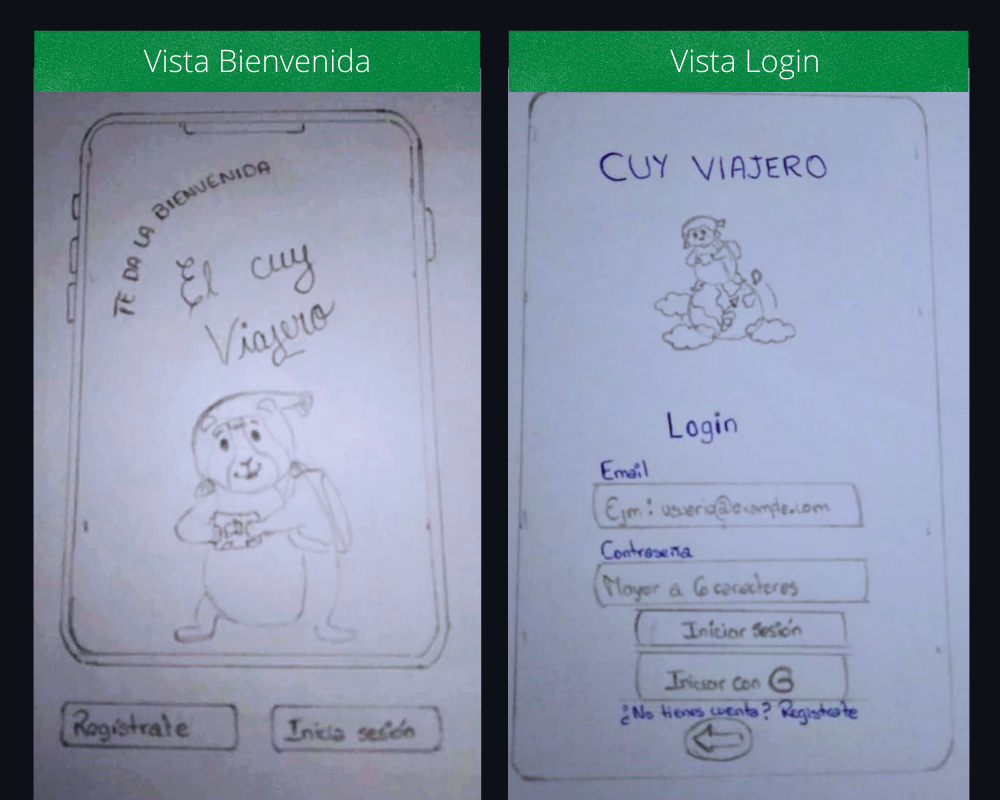 Vista Bienvenida
TE DA LA BIENVENIDA
El cuy
Viajero
Regístrate
Inicia sesión
Vista Login
CUY VIAJERO
Login
Email
Ejm: usuario@example.com
Contraseña
Mayor a 6 caracteres
Iniciar sesión
Iniciar con G
¿No tienes cuenta? Registrate